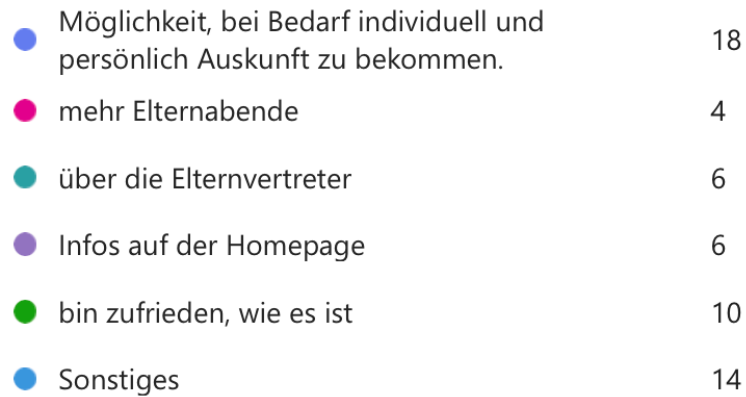 Möglichkeit, bei Bedarf individuell und
persönlich Auskunft zu bekommen. 18
mehr Elternabende 4
über die Elternvertreter 6
Infos auf der Homepage 6
bin zufrieden, wie es ist 10
Sonstiges 14